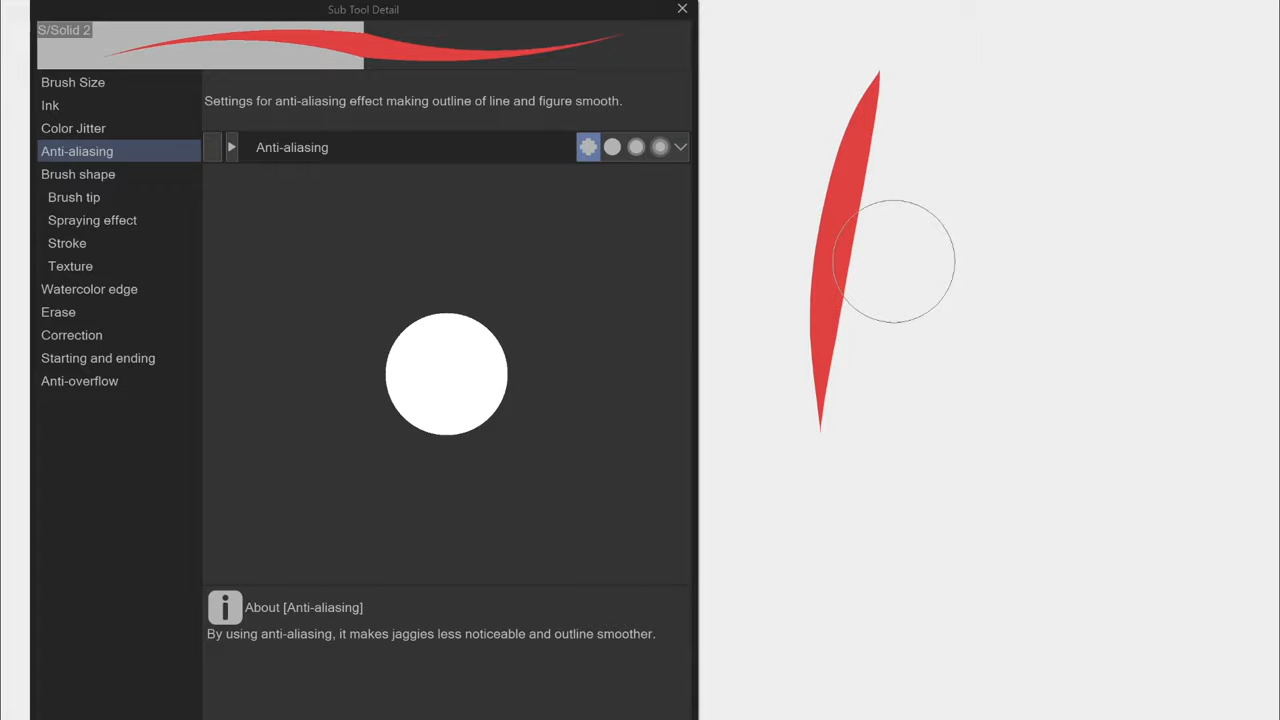 Sub Tool Detail
S/Solid 2
Brush Size
Ink
Color Jitter
Anti-aliasing
Brush shape
Brush tip
Spraying effect
Stroke
Texture
Watercolor edge
Erase
Correction
Starting and ending
Anti-overflow
Settings for anti-aliasing effect making outline of line and figure smooth.
Anti-aliasing
About [Anti-aliasing]
By using anti-aliasing, it makes jaggies less noticeable and outline smoother.